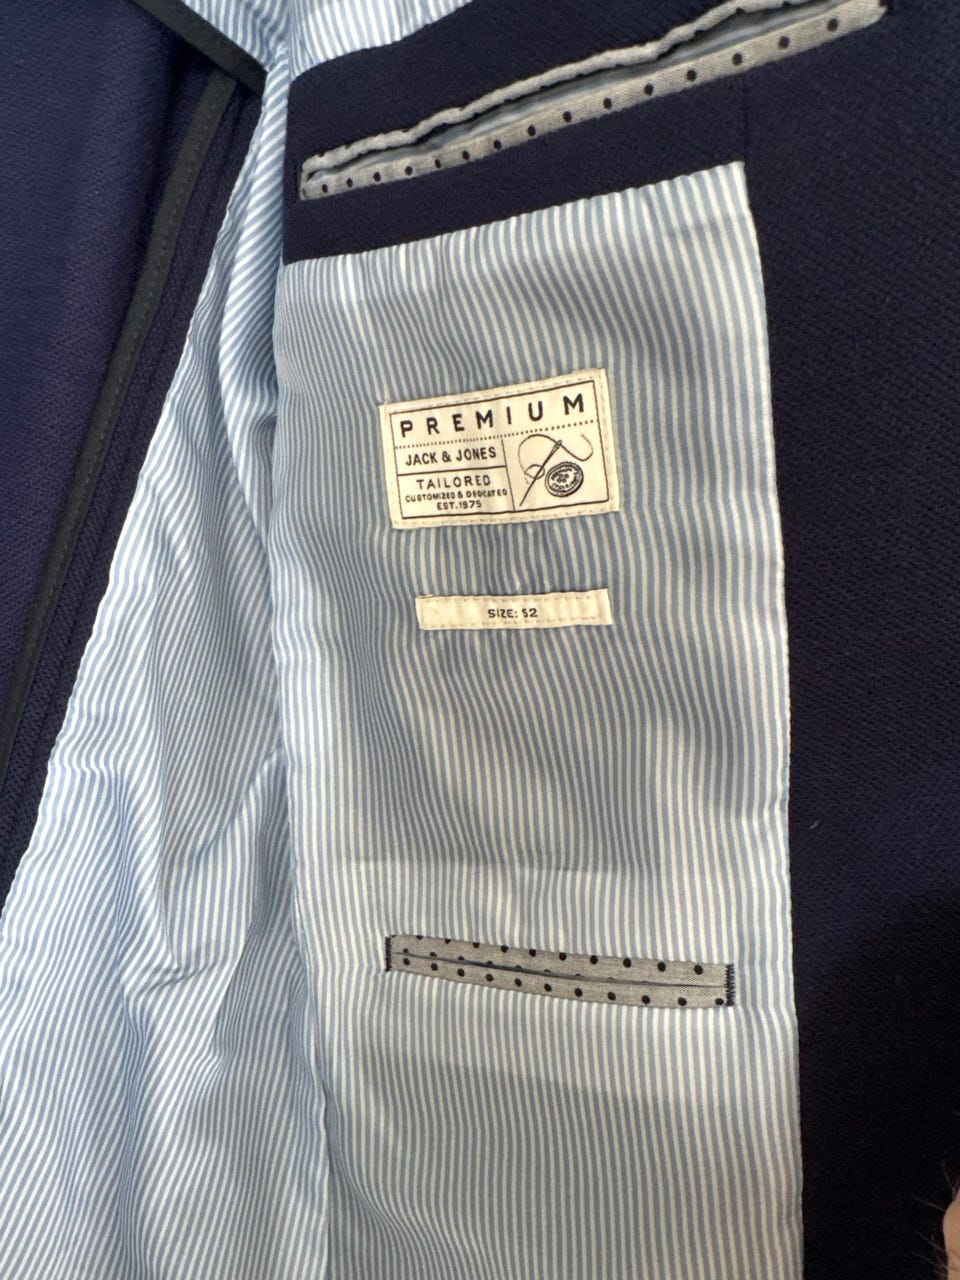 PREMIUM
JACK & JONES
TAILORED
CUSTOMIZED & DEDICATED
EST.1975
SIZE: 52